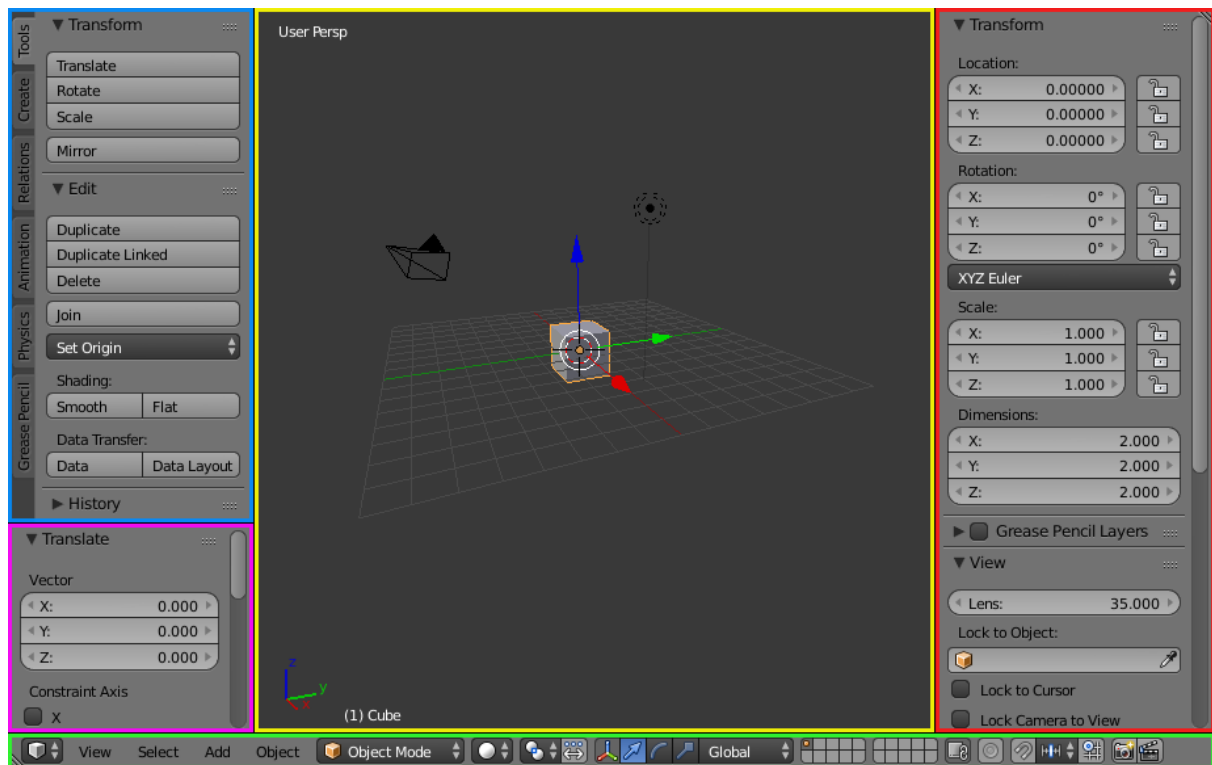 Tools
Create
Relations
Animation
Physics
Grease Pencil
Transform
Translate
Rotate
Scale
Mirror
Edit
Duplicate
Duplicate Linked
Delete
Join
Set Origin
Shading:
Smooth Flat
Data Transfer:
Data Data Layout
History
Translate
Vector
X: 0.000
Y: 0.000
Z: 0.000
Constraint Axis
X
User Persp
z
y
x
(1) Cube
Transform
Location:
X: 0.00000
Y: 0.00000
Z: 0.00000
Rotation:
X: 0°
Y: 0°
Z: 0°
XYZ Euler
Scale:
X: 1.000
Y: 1.000
Z: 1.000
Dimensions:
X: 2.000
Y: 2.000
Z: 2.000
Grease Pencil Layers
View
Lens: 35.000
Lock to Object:
Lock to Cursor
Lock Camera to View
View Select Add Object Object Mode Global